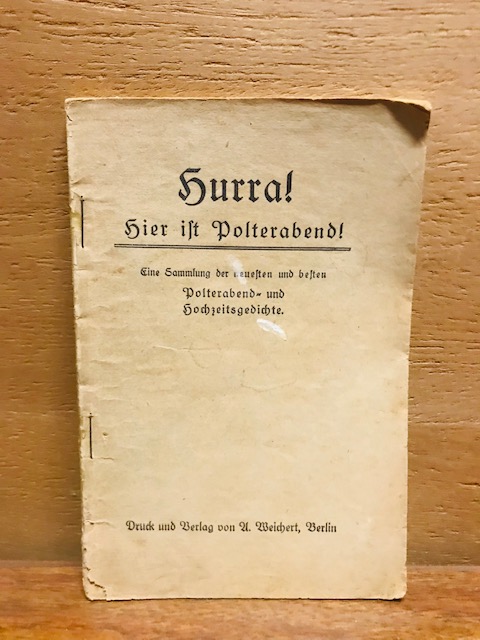 Hurra!
Hier ist Polterabend!
Eine Sammlung der neuesten und besten
Polterabend- und
Hochzeitsgedichte.
Druck und Verlag von A. Weichert, Berlin